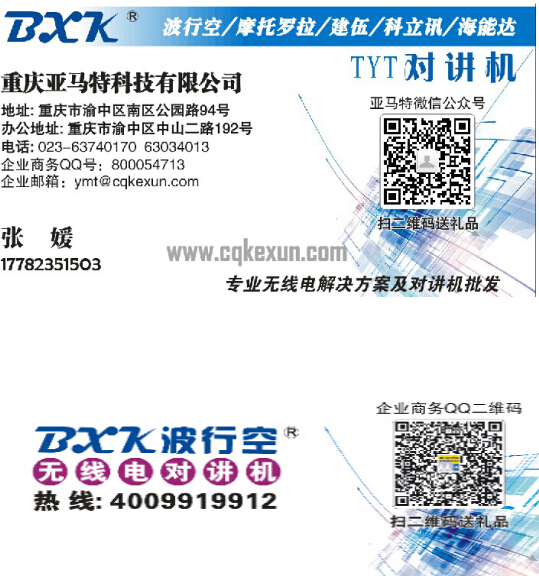 BXK® 波行空/摩托罗拉/建伍/科立讯/海能达
TYT 对讲机
重庆亚马特科技有限公司
地址: 重庆市渝中区南区公园路94号
办公地址: 重庆市渝中区中山二路192号
电话: 023-63740170 63034013
企业商务QQ号: 800054713
企业邮箱: ymt@cqkexun.com
亚马特微信公众号
扫二维码送礼品
张 媛
17782351503
www.cqkexun.com
专业无线电解决方案及对讲机批发
企业商务QQ二维码
BXK波行空®
无线电对讲机
热 线: 4009919912
扫二维码送礼品